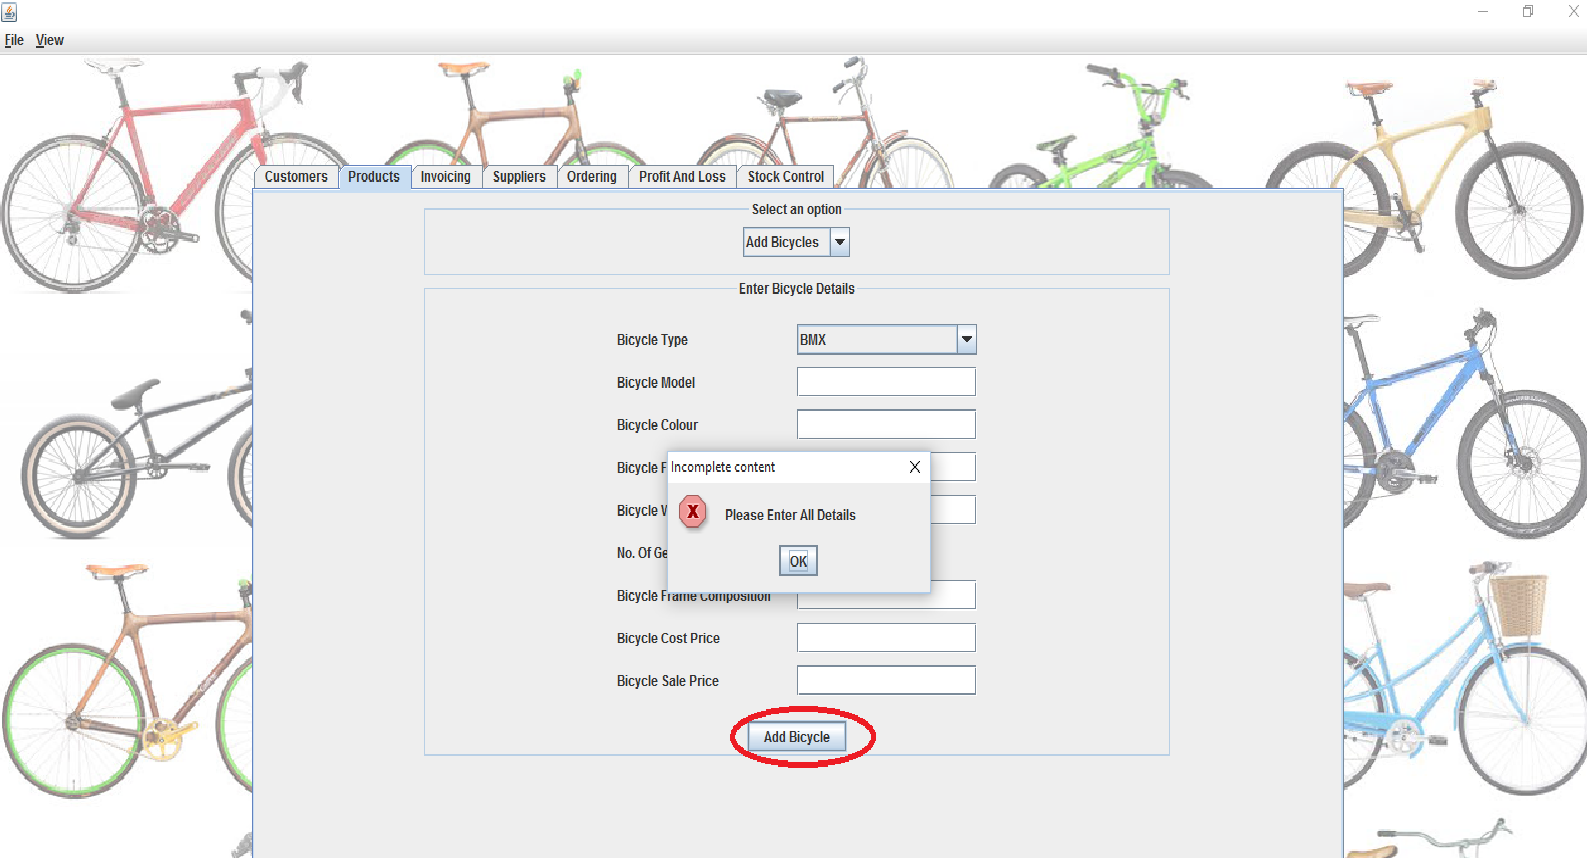 File View
Customers Products Invoicing Suppliers Ordering Profit And Loss Stock Control
Select an option
Add Bicycles
Enter Bicycle Details
Bicycle Type BMX
Bicycle Model
Bicycle Colour
Bicycle
Incomplete content X
Bicycle
X Please Enter All Details
No. Of
OK
Bicycle Frame Composition
Bicycle Cost Price
Bicycle Sale Price
Add Bicycle